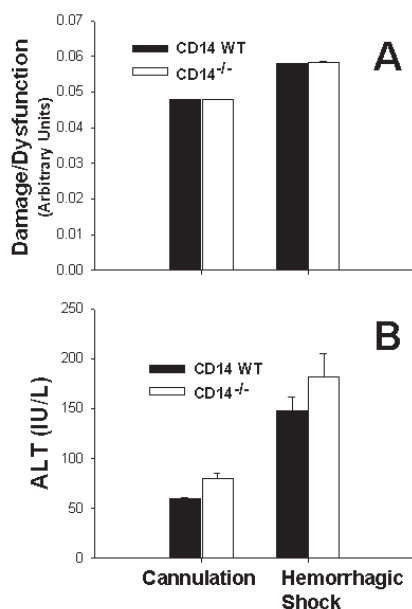 0.07
CD14 WT
CD14-/-
A
0.06
0.05
0.04
0.03
0.02
0.01
0.00
Damage/Dysfunction
(Arbitrary Units)
250
B
CD14 WT
CD14-/-
200
150
100
50
0
ALT (IU/L)
Cannulation
Hemorrhagic
Shock